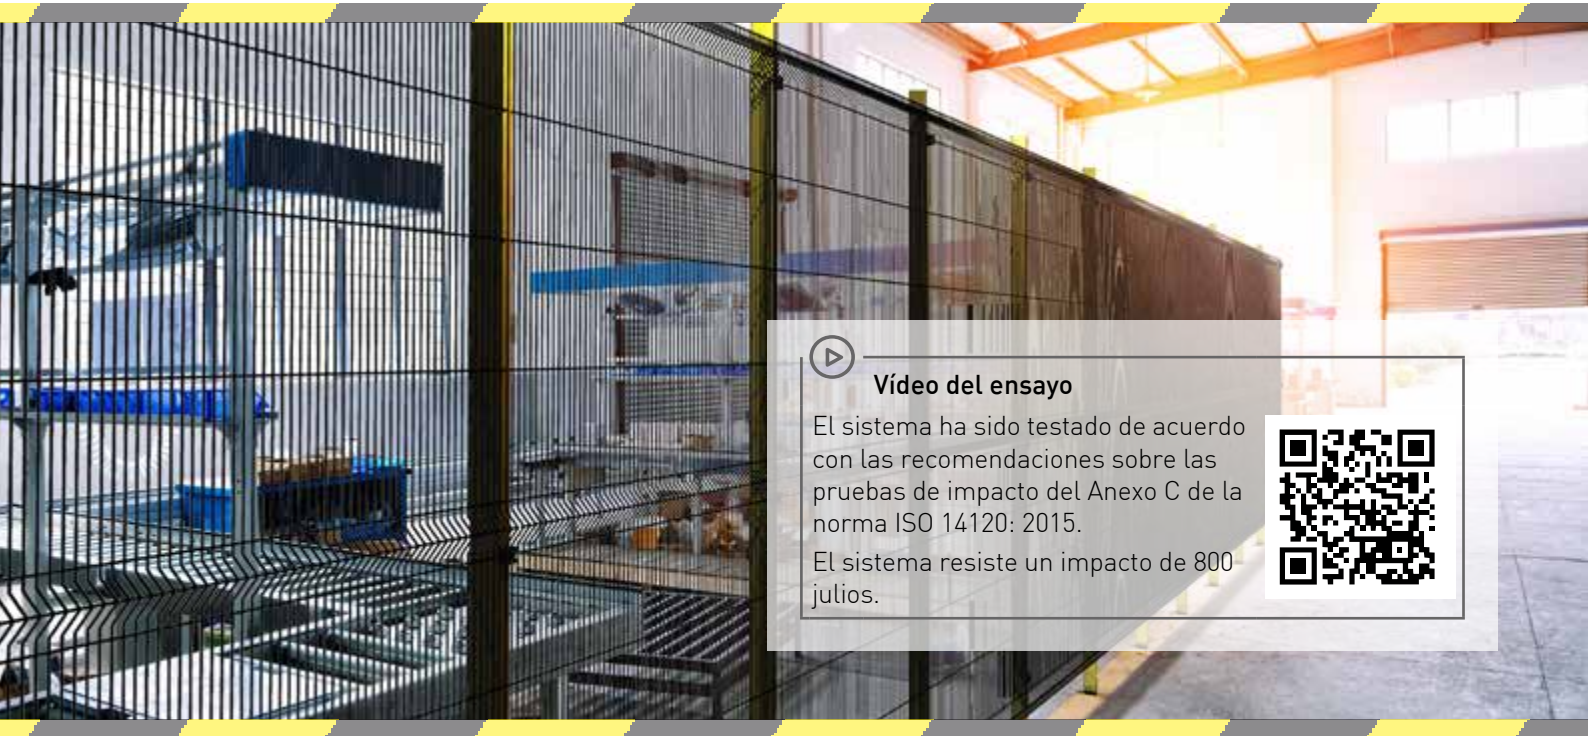 Vídeo del ensayo
El sistema ha sido testado de acuerdo
con las recomendaciones sobre las
pruebas de impacto del Anexo C de la
norma ISO 14120: 2015.
El sistema resiste un impacto de 800
julios.